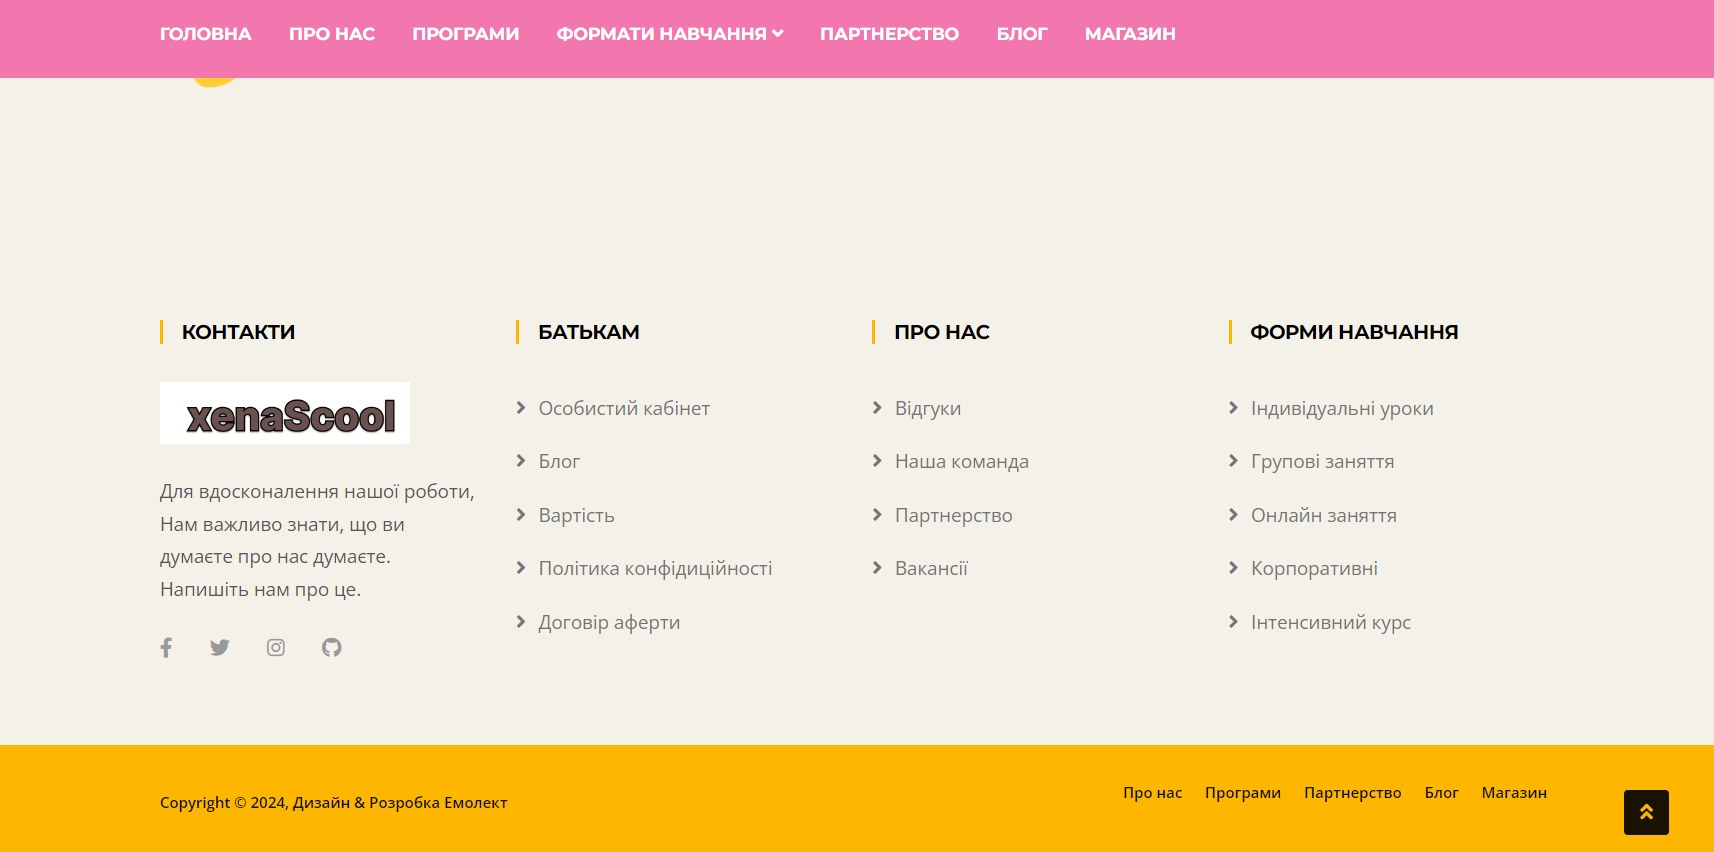 ГОЛОВНА ПРО НАС ПРОГРАМИ ФОРМАТИ НАВЧАННЯ ПАРТНЕРСТВО БЛОГ МАГАЗИН
КОНТАКТИ
xenaScool
Для вдосконалення нашої роботи,
Нам важливо знати, що ви
думаєте про нас думаєте.
Напишіть нам про це.
БАТЬКАМ
Особистий кабінет
Блог
Вартість
Політика конфідиційності
Договір аферти
ПРО НАС
Відгуки
Наша команда
Партнерство
Вакансії
ФОРМИ НАВЧАННЯ
Індивідуальні уроки
Групові заняття
Онлайн заняття
Корпоративні
Інтенсивний курс
Copyright © 2024, Дизайн & Розробка Емолект
Про нас Програми Партнерство Блог Магазин